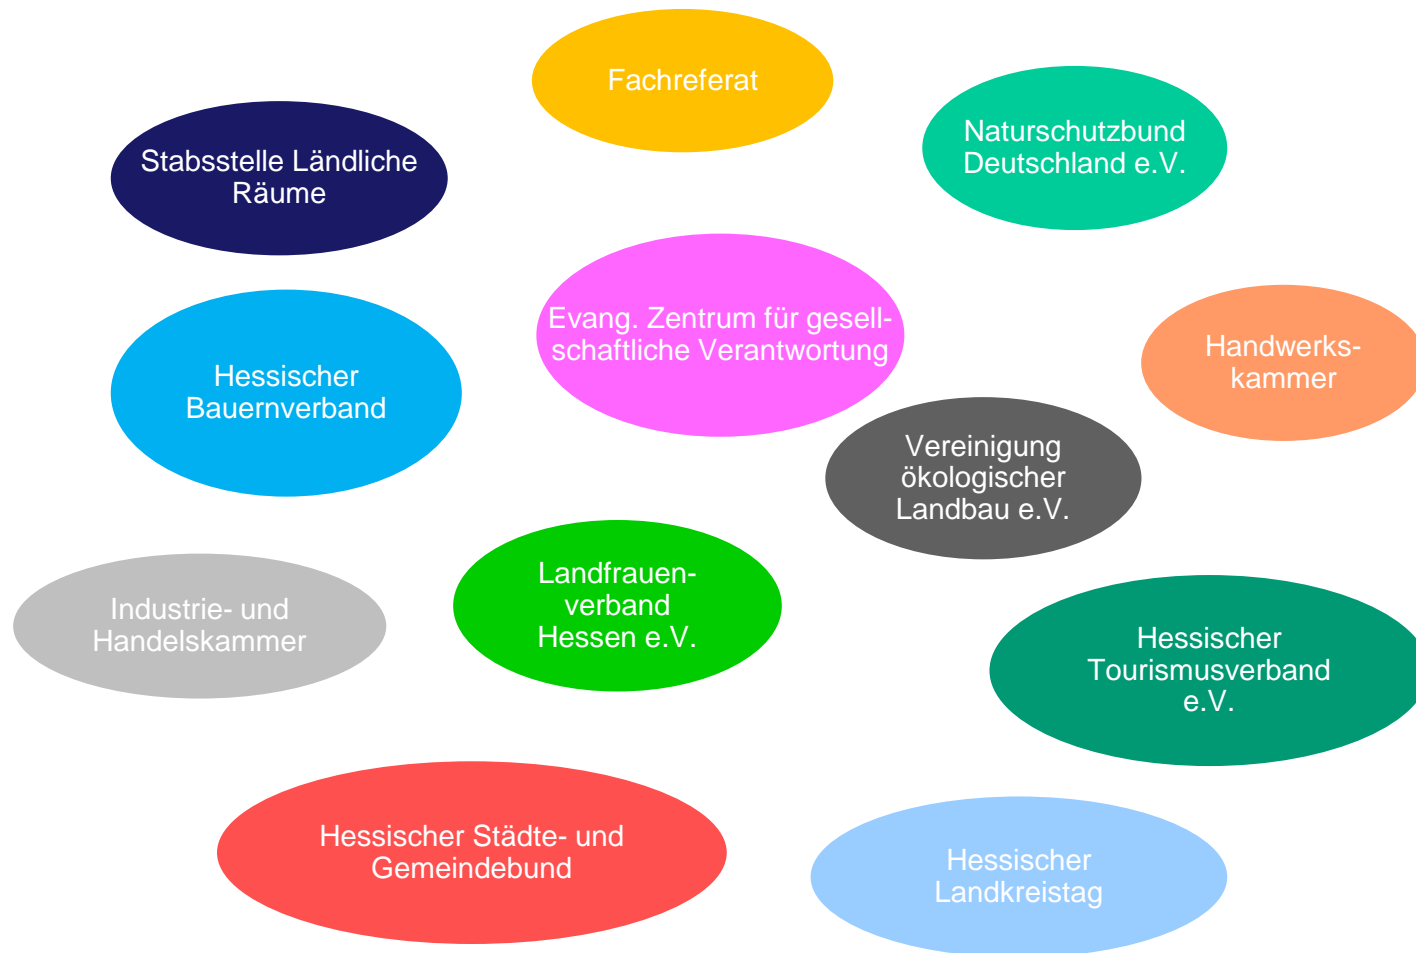 Fachreferat
Naturschutzbund
Deutschland e.V.
Stabsstelle Ländliche
Räume
Evang. Zentrum für gesell-
schaftliche Verantwortung
Handwerks-
kammer
Hessischer
Bauernverband
Vereinigung
ökologischer
Landbau e.V.
Landfrauen-
verband
Hessen e.V.
Industrie- und
Handelskammer
Hessischer
Tourismusverband
e.V.
Hessischer Städte- und
Gemeindebund
Hessischer
Landkreistag